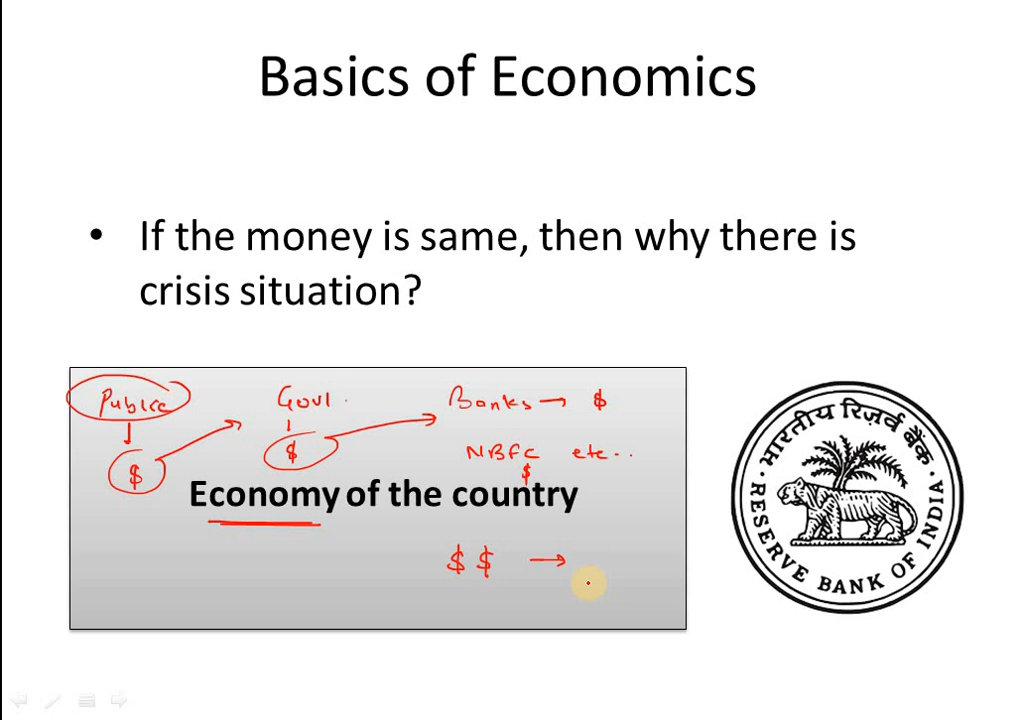 Basics of Economics
• If the money is same, then why there is
crisis situation?
Public Govt. Banks → $
$ $ NBFC etc..
$
Economy of the country
$ $ →
भारतीय रिज़र्व बैंक
RESERVE BANK OF INDIA